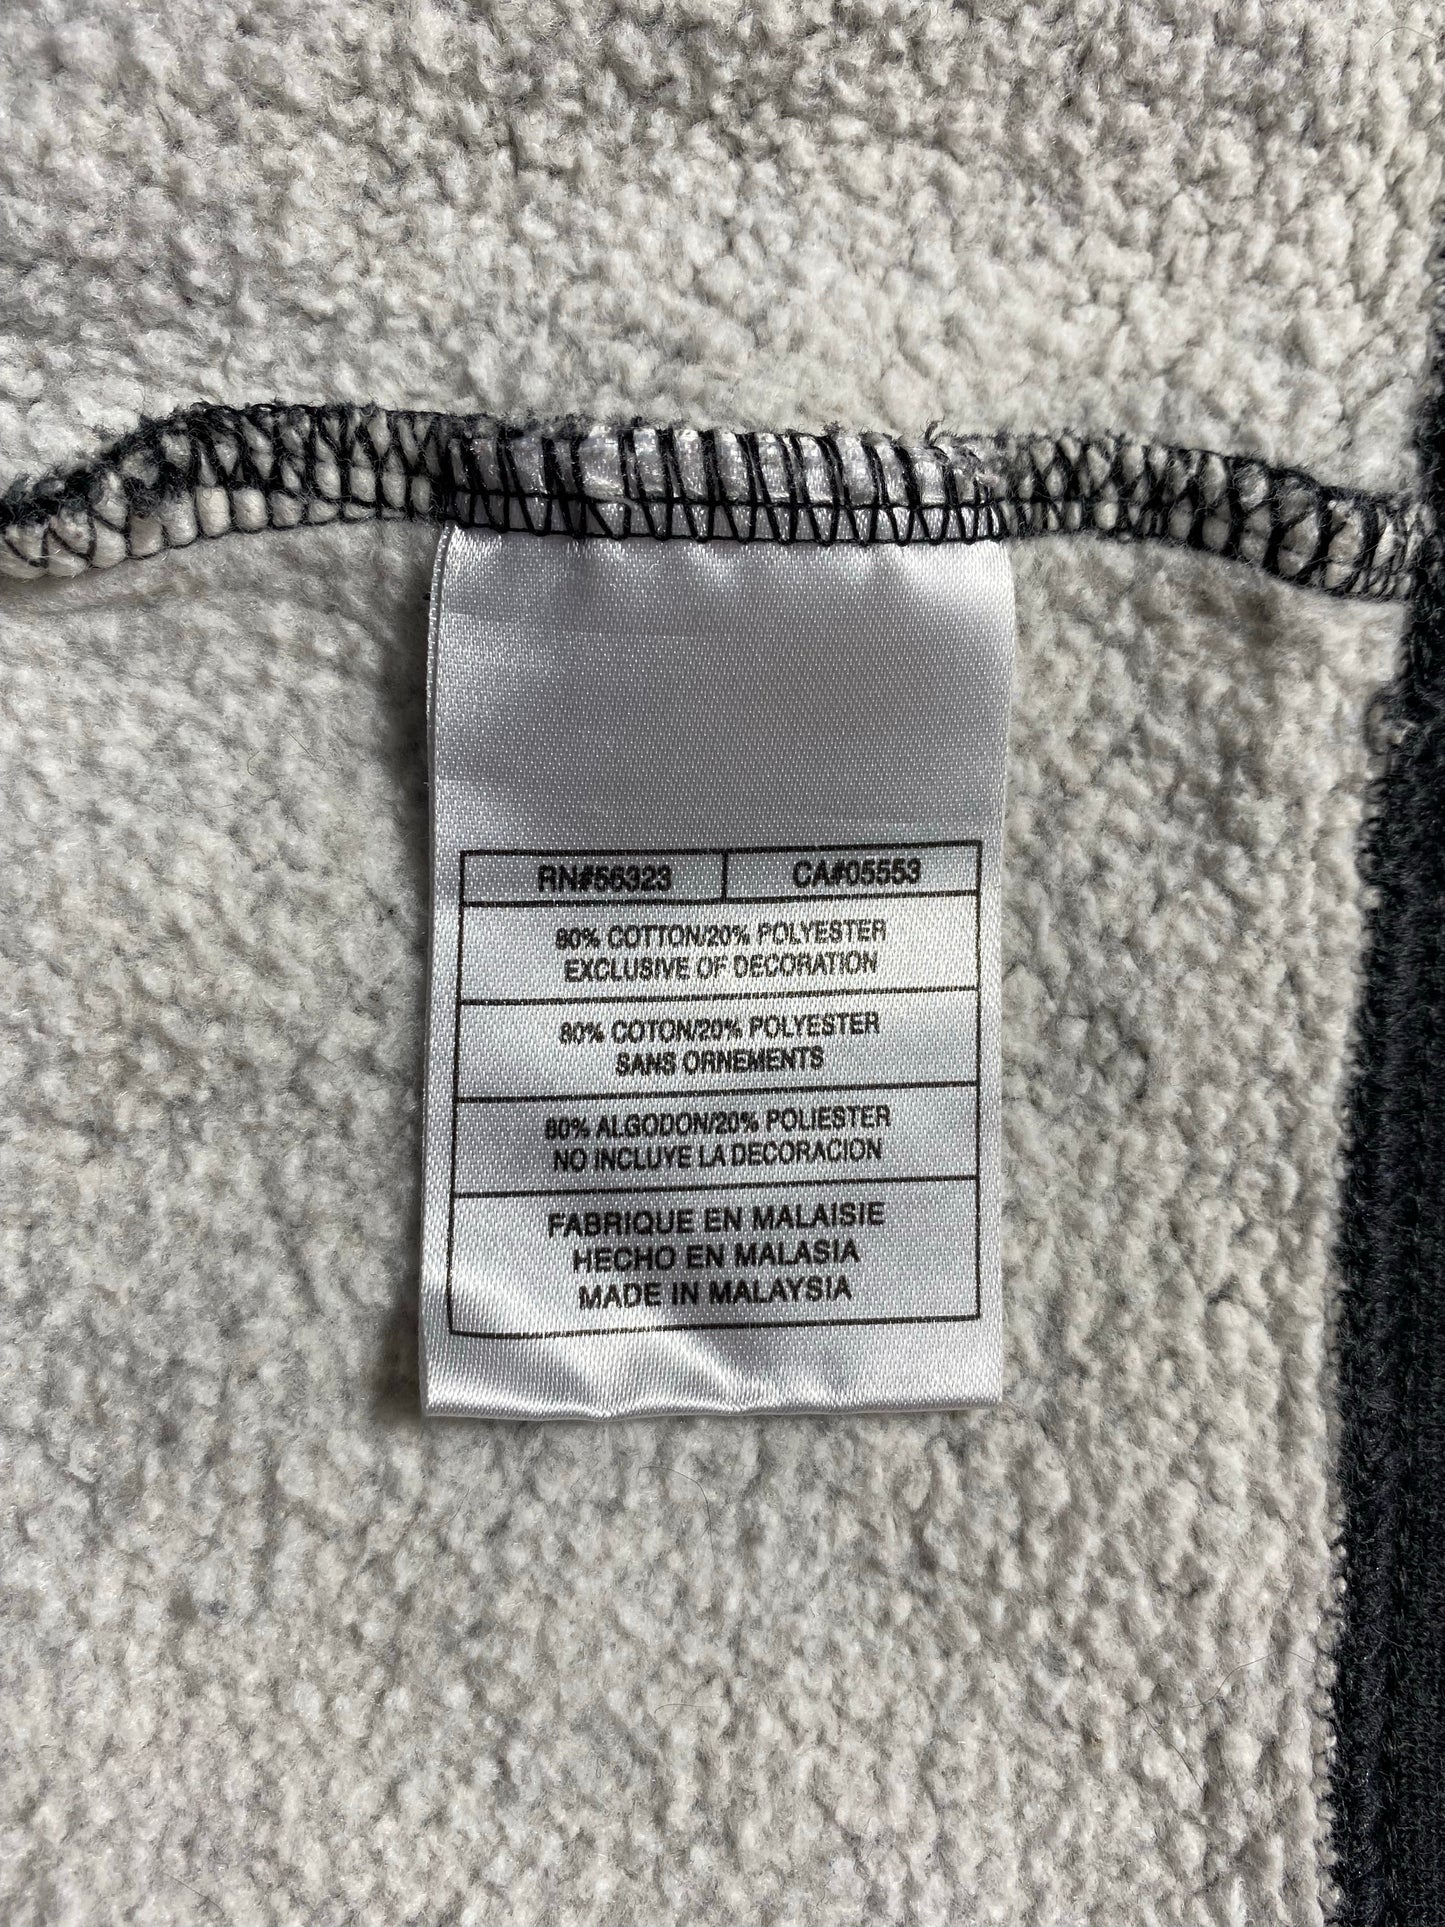 RN#56323 CA#05553
80% COTTON/20% POLYESTER
EXCLUSIVE OF DECORATION
80% COTON/20% POLYESTER
SANS ORNEMENTS
80% ALGODON/20% POLIESTER
NO INCLUYE LA DECORACION
FABRIQUE EN MALAISIE
HECHO EN MALASIA
MADE IN MALAYSIA